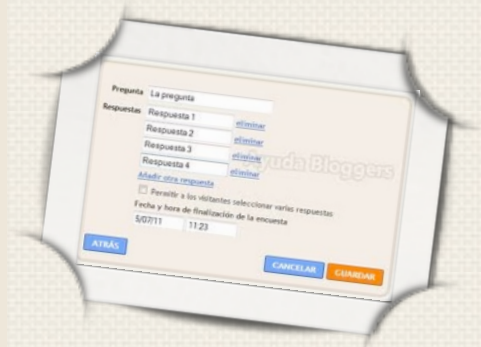 Pregunta La pregunta
Respuestas Respuesta 1 eliminar
Respuesta 2 eliminar
Respuesta 3 eliminar
Respuesta 4 eliminar
Ayuda Bloggers
Añadir otra respuesta
Permitir a los visitantes seleccionar varias respuestas
Fecha y hora de finalización de la encuesta
5/07/11 11:23
ATRÁS CANCELAR GUARDAR